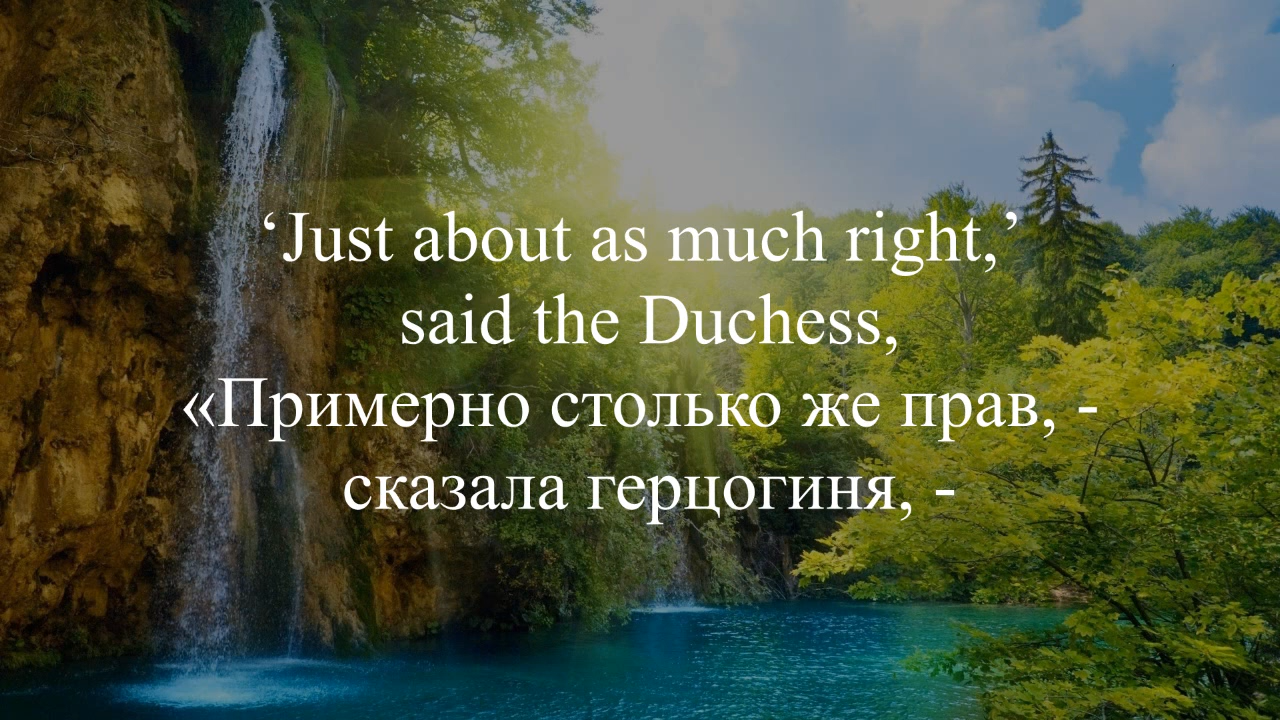 ‘Just about as much right,’
said the Duchess,
«Примерно столько же прав, -
сказала герцогиня, -